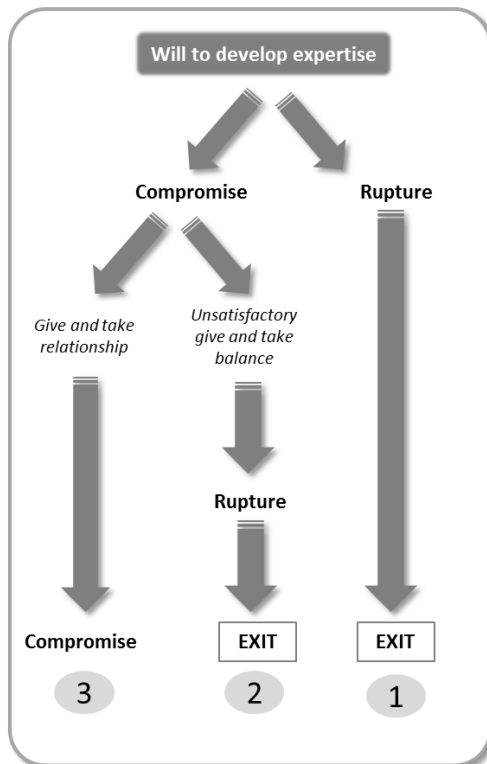 Will to develop expertise
Compromise
Rupture
Give and take
relationship
Unsatisfactory
give and take
balance
Rupture
Compromise
EXIT
EXIT
3
2
1